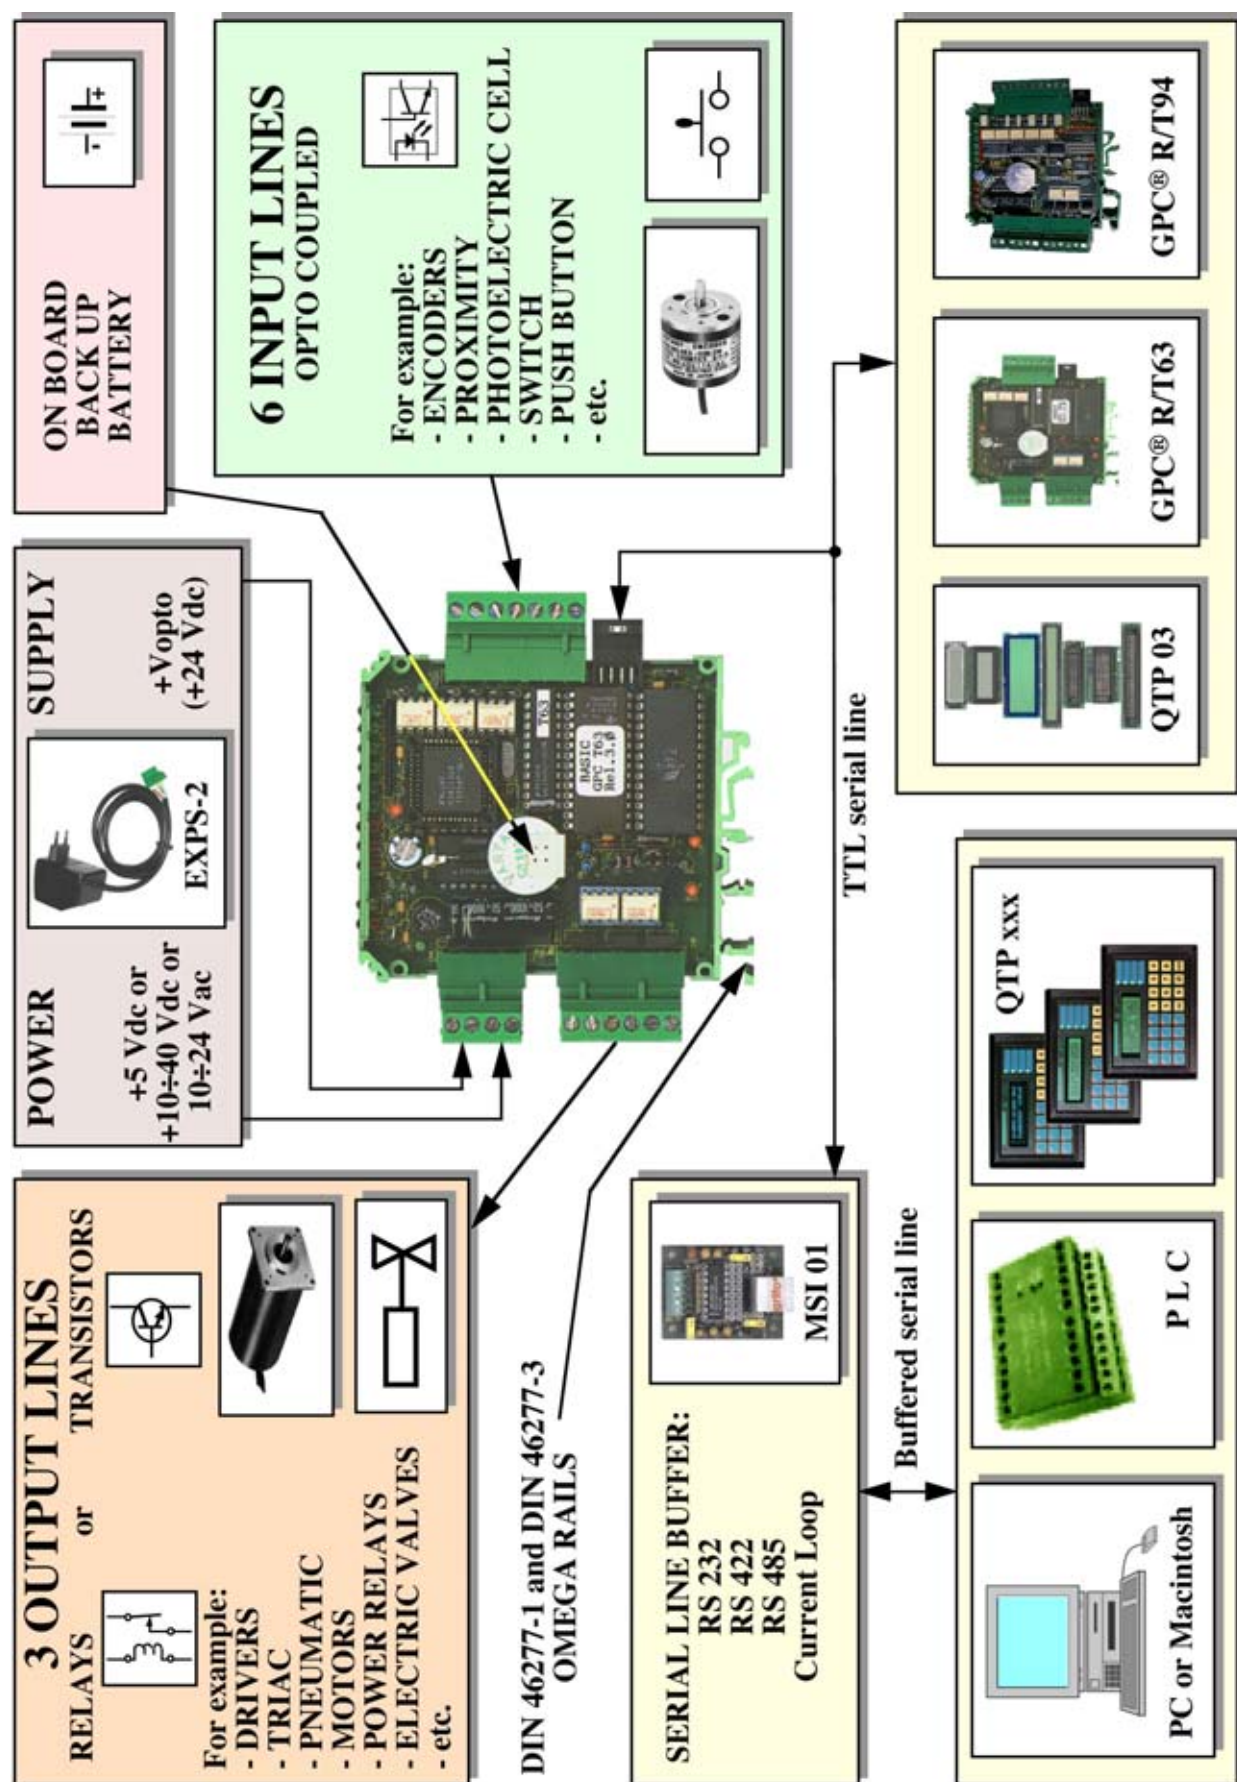 3 OUTPUT LINES
RELAYS or TRANSISTORS
For example:
- DRIVERS
- TRIAC
- PNEUMATIC
- MOTORS
- POWER RELAYS
- ELECTRIC VALVES
- etc.
POWER SUPPLY
+5 Vdc or
+10÷40 Vdc or
10÷24 Vac
EXPS-2
+Vopto
(+24 Vdc)
ON BOARD
BACK UP
BATTERY
- +
6 INPUT LINES
OPTO COUPLED
For example:
- ENCODERS
- PROXIMITY
- PHOTOELECTRIC CELL
- SWITCH
- PUSH BUTTON
- etc.
T63
BASIC
GPC T63
Rel.3.0
DIN 46277-1 and DIN 46277-3
OMEGA RAILS
SERIAL LINE BUFFER:
RS 232
RS 422
RS 485
Current Loop
MSI 01
TTL serial line
Buffered serial line
PC or Macintosh
P L C
QTP xxx
QTP 03
GPC® R/T63
GPC® R/T94